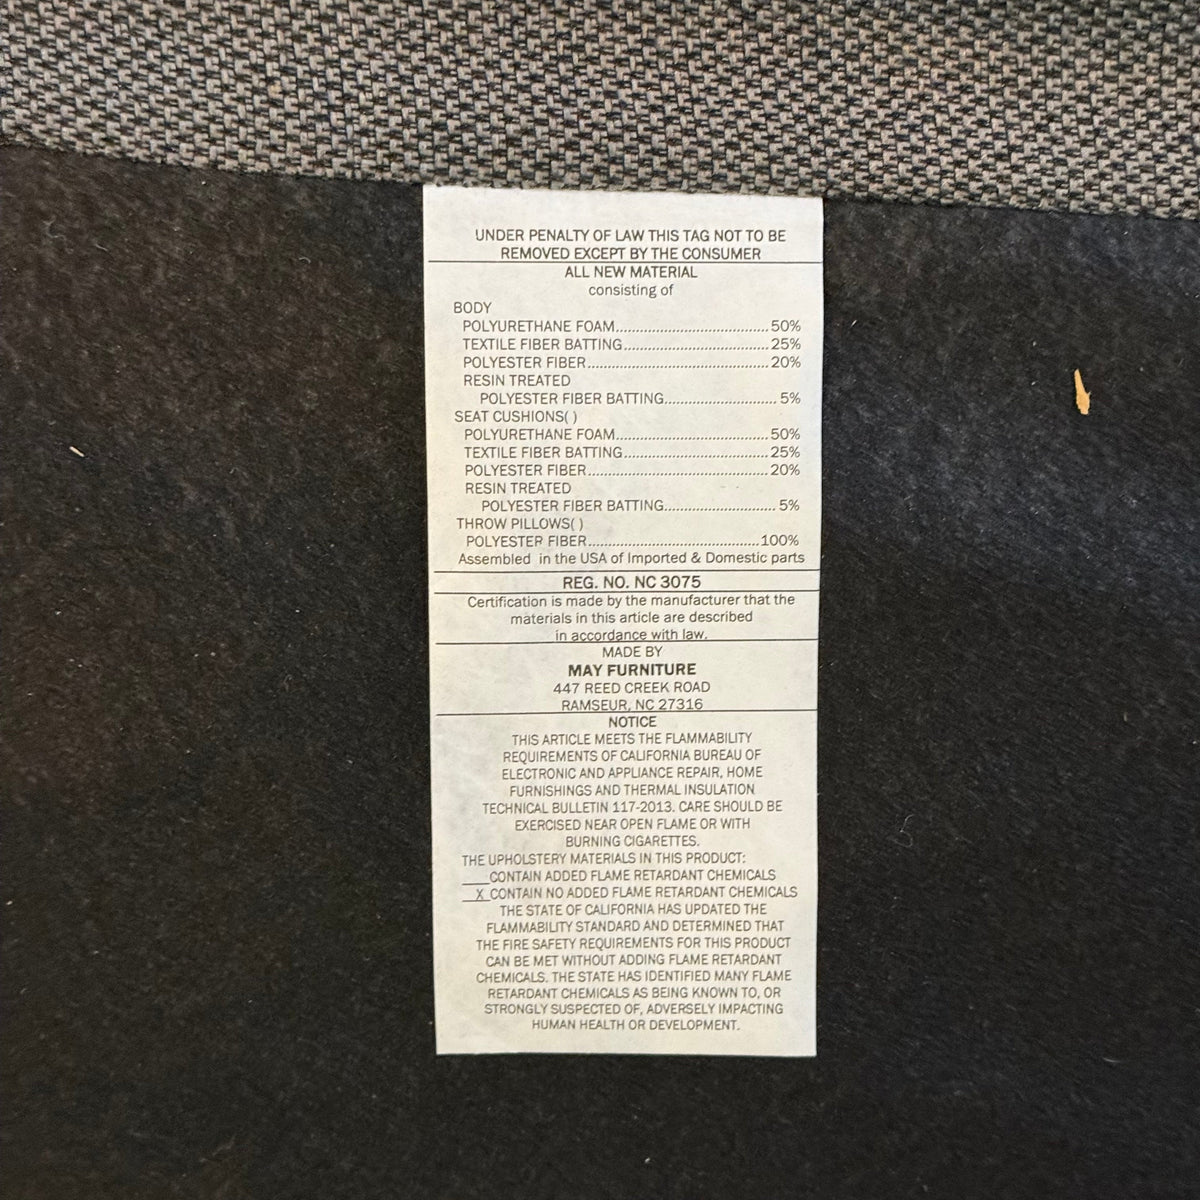 UNDER PENALTY OF LAW THIS TAG NOT TO BE
REMOVED EXCEPT BY THE CONSUMER
ALL NEW MATERIAL
consisting of
BODY
POLYURETHANE FOAM........................................50%
TEXTILE FIBER BATTING......................................25%
POLYESTER FIBER................................................20%
RESIN TREATED
POLYESTER FIBER BATTING.............................. 5%
SEAT CUSHIONS( )
POLYURETHANE FOAM........................................50%
TEXTILE FIBER BATTING......................................25%
POLYESTER FIBER................................................20%
RESIN TREATED
POLYESTER FIBER BATTING.............................. 5%
THROW PILLOWS( )
POLYESTER FIBER..............................................100%
Assembled in the USA of Imported & Domestic parts
REG. NO. NC 3075
Certification is made by the manufacturer that the
materials in this article are described
in accordance with law.
MADE BY
MAY FURNITURE
447 REED CREEK ROAD
RAMSEUR, NC 27316
NOTICE
THIS ARTICLE MEETS THE FLAMMABILITY
REQUIREMENTS OF CALIFORNIA BUREAU OF
ELECTRONIC AND APPLIANCE REPAIR, HOME
FURNISHINGS AND THERMAL INSULATION
TECHNICAL BULLETIN 117-2013. CARE SHOULD BE
EXERCISED NEAR OPEN FLAME OR WITH
BURNING CIGARETTES.
THE UPHOLSTERY MATERIALS IN THIS PRODUCT:
___CONTAIN ADDED FLAME RETARDANT CHEMICALS
_X_CONTAIN NO ADDED FLAME RETARDANT CHEMICALS
THE STATE OF CALIFORNIA HAS UPDATED THE
FLAMMABILITY STANDARD AND DETERMINED THAT
THE FIRE SAFETY REQUIREMENTS FOR THIS PRODUCT
CAN BE MET WITHOUT ADDING FLAME RETARDANT
CHEMICALS. THE STATE HAS IDENTIFIED MANY FLAME
RETARDANT CHEMICALS AS BEING KNOWN TO, OR
STRONGLY SUSPECTED OF, ADVERSELY IMPACTING
HUMAN HEALTH OR DEVELOPMENT.